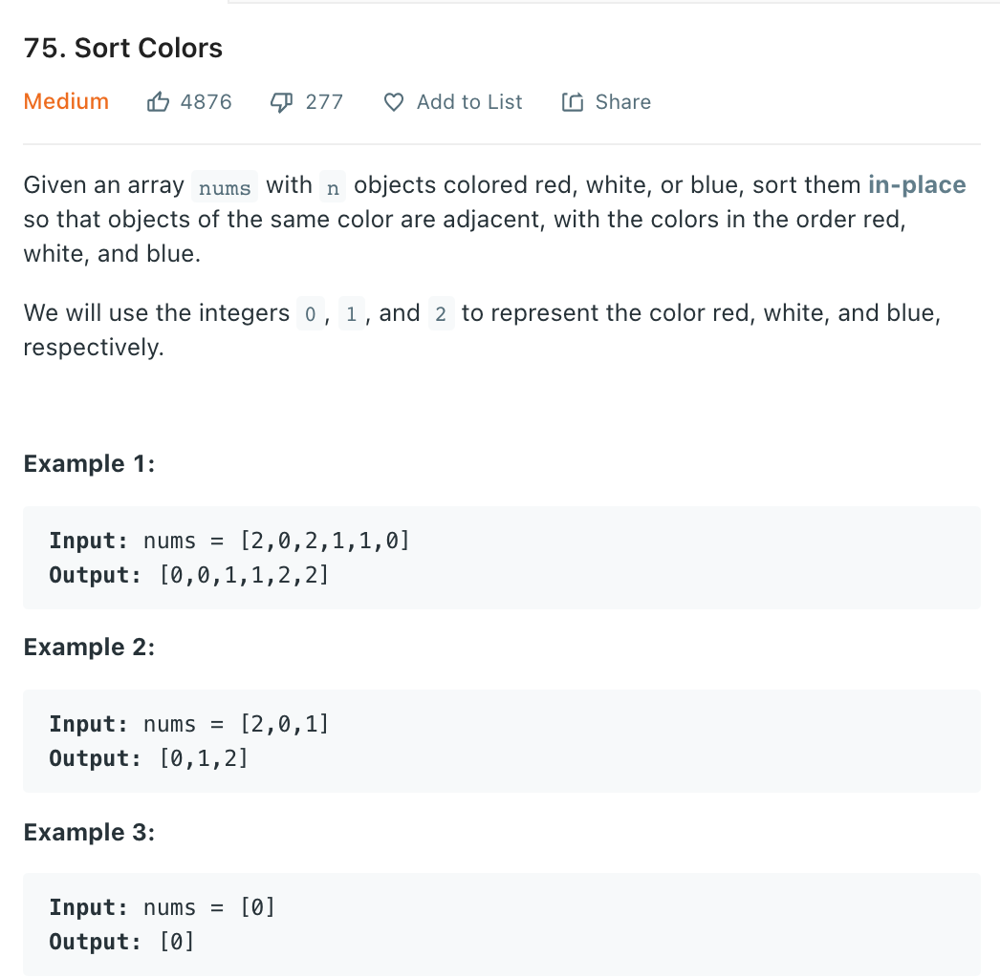 75. Sort Colors
Medium 4876 277 Add to List Share
Given an array nums with n objects colored red, white, or blue, sort them in-place
so that objects of the same color are adjacent, with the colors in the order red,
white, and blue.
We will use the integers 0, 1, and 2 to represent the color red, white, and blue,
respectively.
Example 1:
Input: nums = [2,0,2,1,1,0]
Output: [0,0,1,1,2,2]
Example 2:
Input: nums = [2,0,1]
Output: [0,1,2]
Example 3:
Input: nums = [0]
Output: [0]